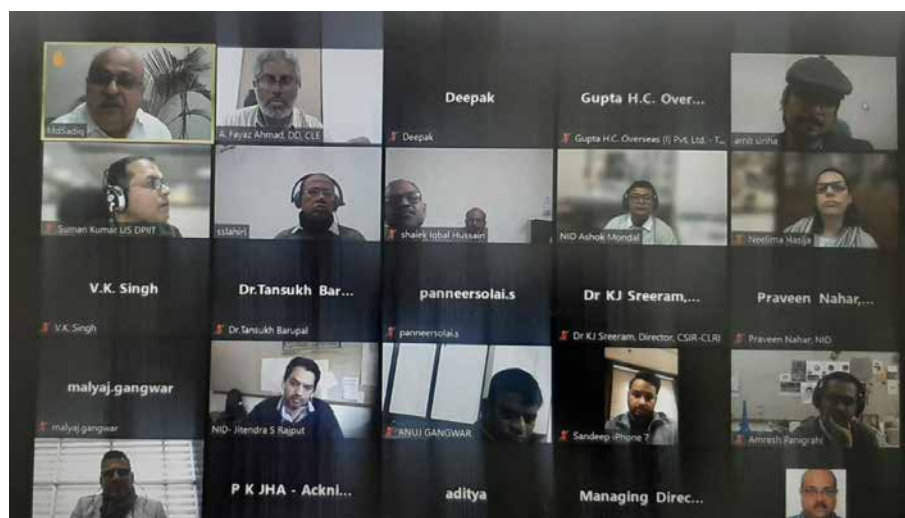 MdSadiq
A. Fayaz Ahmad, DD, CLE
Deepak
Deepak
Gupta H.C. Over...
Gupta H.C. Overseas (I) Pvt. Ltd. - T...
amit sinha
Suman Kumar US DPIIT
sslahiri
shaiek Iqbal Hussain
NID Ashok Mondal
Neelima Hasija
V.K. Singh
V.K. Singh
Dr.Tansukh Bar...
Dr.Tansukh Barupal
panneersolai.s
panneersolai.s
Dr KJ Sreeram,...
Dr KJ Sreeram, Director, CSIR-CLRI
Praveen Nahar,...
Praveen Nahar, NID
malyaj.gangwar
malyaj.gangwar
NID- Jitendra S Rajput
ANUJ GANGWAR
Sandeep iPhone 7
Amresh Panigrahi
P K JHA - Ackni...
aditya
Managing Direc...